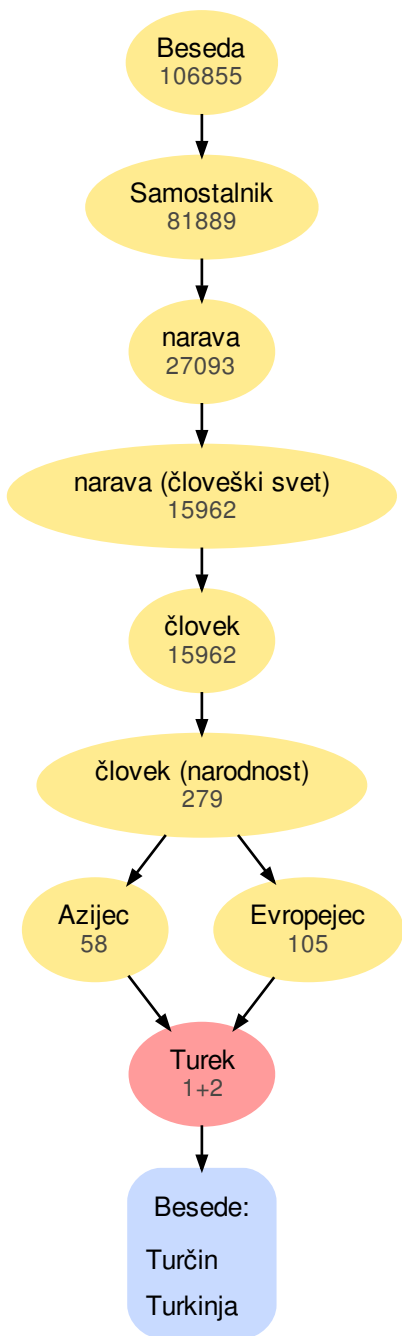 Beseda
106855
Samostalnik
81889
narava
27093
narava (človeški svet)
15962
človek
15962
človek (narodnost)
279
Azijec
58
Evropejec
105
Turek
1+2
Besede:
Turčin
Turkinja